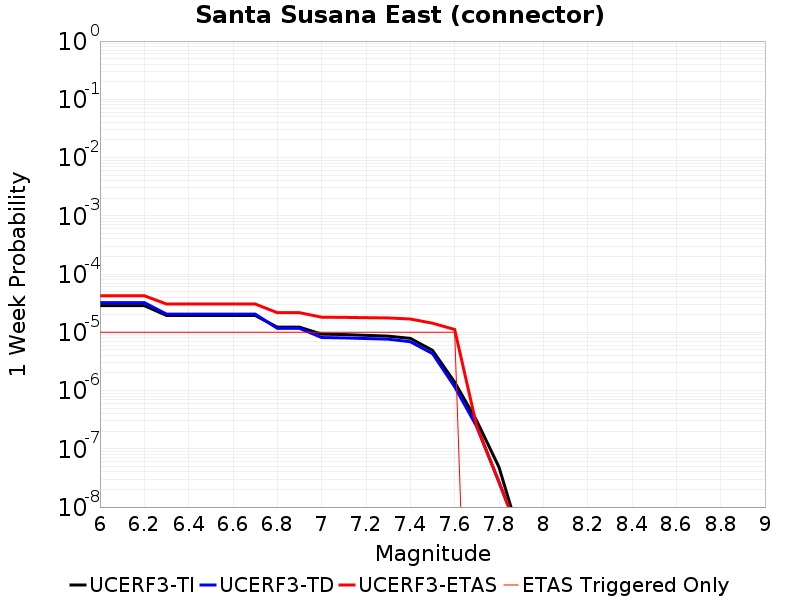 Santa Susana East (connector)
1 Week Probability
10^0
10^-1
10^-2
10^-3
10^-4
10^-5
10^-6
10^-7
10^-8
6 6.2 6.4 6.6 6.8 7 7.2 7.4 7.6 7.8 8 8.2 8.4 8.6 8.8 9
Magnitude
UCERF3-TI UCERF3-TD UCERF3-ETAS ETAS Triggered Only